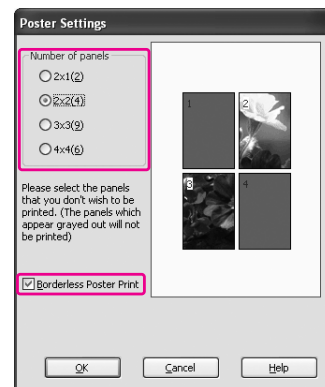 Poster Settings
Number of panels
2x1(2)
2x2(4)
3x3(9)
4x4(6)
1
2
3
4
Please select the panels
that you don't wish to be
printed. (The panels which
appear grayed out will not
be printed)
Borderless Poster Print
OK
Cancel
Help